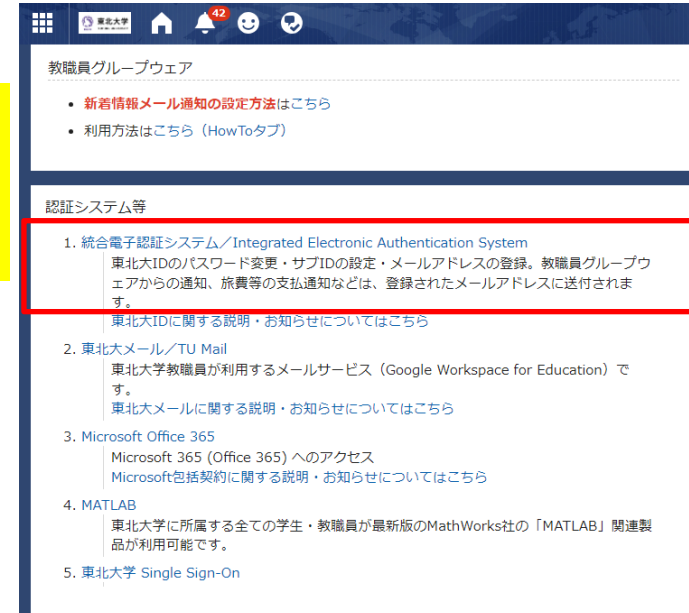 東北大学
42
教職員グループウェア
• 新着情報メール通知の設定方法はこちら
• 利用方法はこちら（HowToタブ）
認証システム等
1. 統合電子認証システム／Integrated Electronic Authentication System
東北大IDのパスワード変更・サブIDの設定・メールアドレスの登録。教職員グループウ
ェアからの通知、旅費等の支払通知などは、登録されたメールアドレスに送付されま
す。
東北大IDに関する説明・お知らせについてはこちら
2. 東北大メール／TU Mail
東北大学教職員が利用するメールサービス（Google Workspace for Education）で
す。
東北大メールに関する説明・お知らせについてはこちら
3. Microsoft Office 365
Microsoft 365 (Office 365) へのアクセス
Microsoft包括契約に関する説明・お知らせについてはこちら
4. MATLAB
東北大学に所属する全ての学生・教職員が最新版のMathWorks社の「MATLAB」関連製
品が利用可能です。
5. 東北大学 Single Sign-On